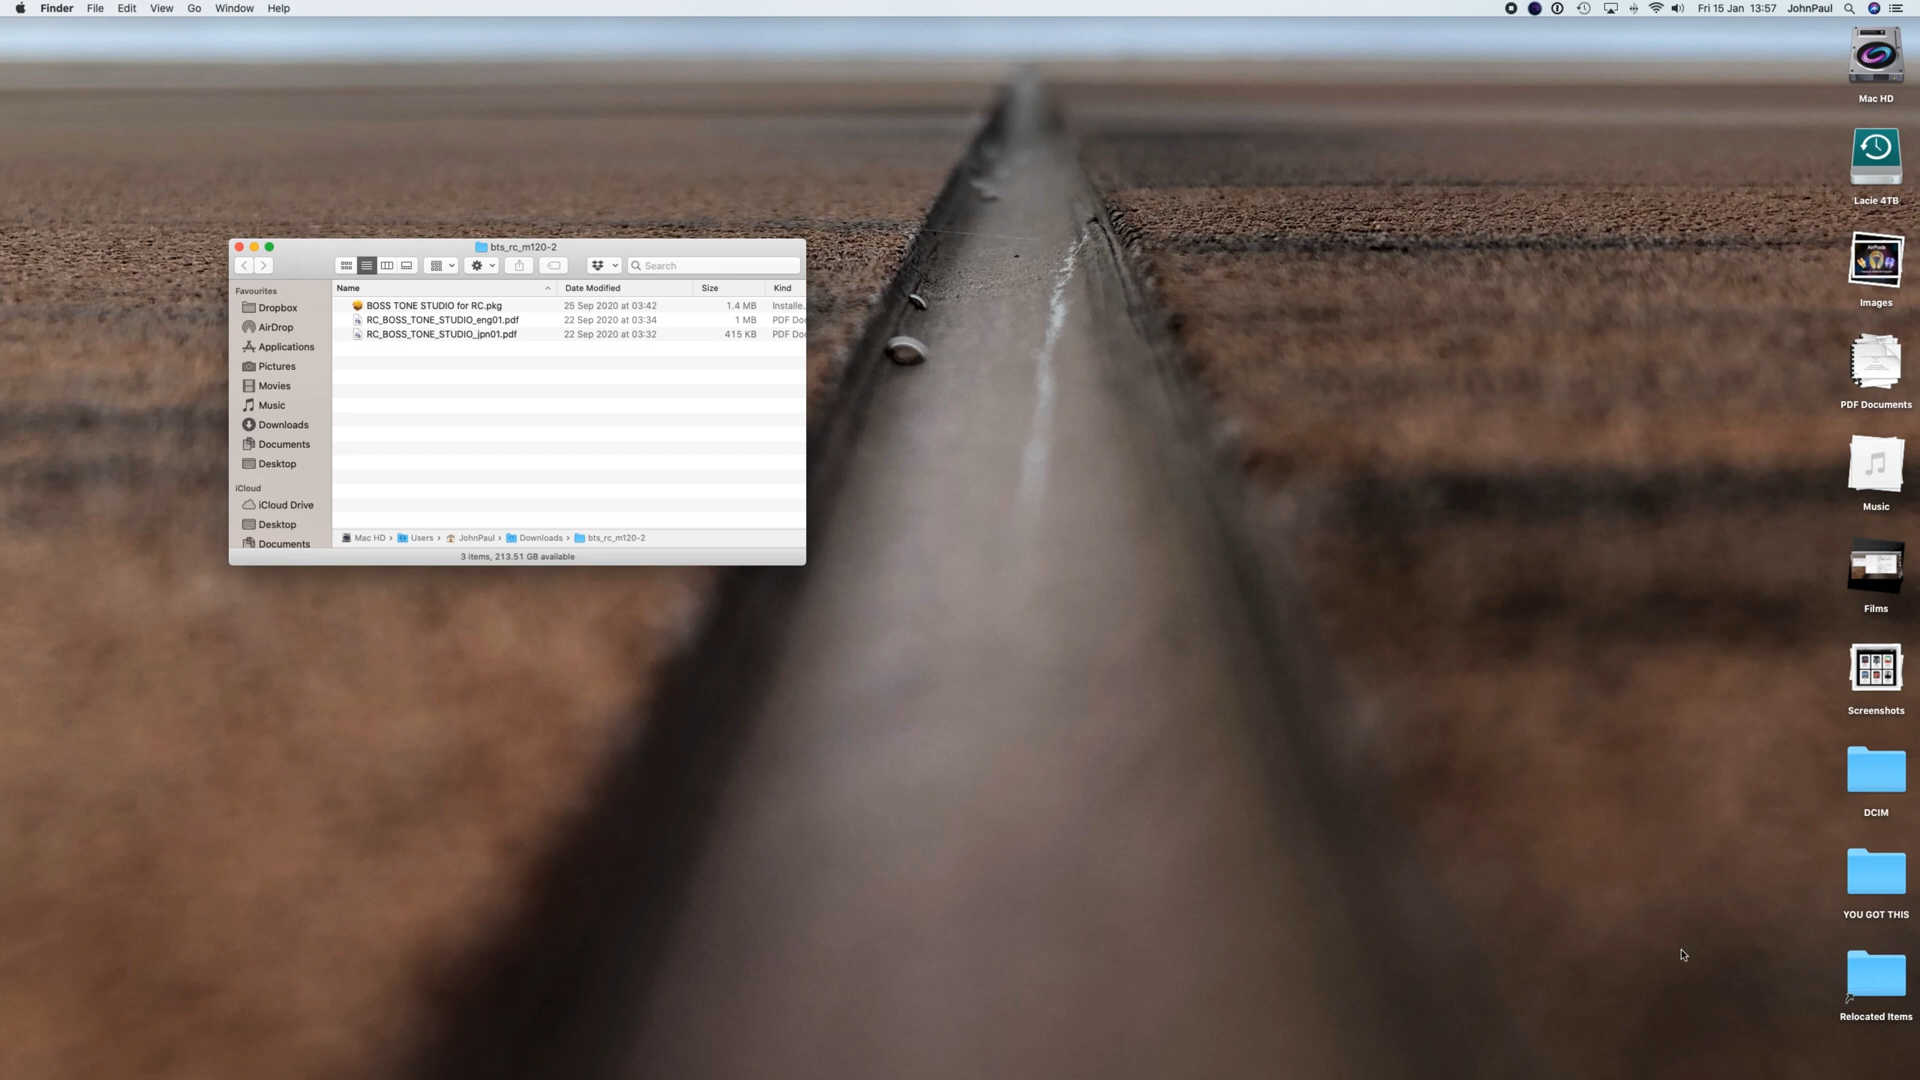 Finder File Edit View Go Window Help
Fri 15 Jan 13:57 JohnPaul
Mac HD
Lacie 4TB
Images
PDF Documents
Music
Films
Screenshots
DCIM
YOU GOT THIS
Relocated Items
bts_rc_m120-2
Search
Favourites
Dropbox
AirDrop
Applications
Pictures
Movies
Music
Downloads
Documents
Desktop
iCloud
iCloud Drive
Desktop
Documents
Name Date Modified Size Kind
BOSS TONE STUDIO for RC.pkg 25 Sep 2020 at 03:42 1.4 MB Installe..
RC_BOSS_TONE_STUDIO_eng01.pdf 22 Sep 2020 at 03:34 1 MB PDF Do
RC_BOSS_TONE_STUDIO_jpn01.pdf 22 Sep 2020 at 03:32 415 KB PDF Do
Mac HD › Users › JohnPaul › Downloads › bts_rc_m120-2
3 items, 213.51 GB available